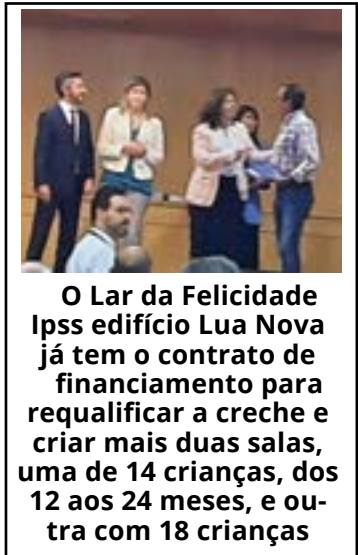 O Lar da Felicidade
Ipss edifício Lua Nova
já tem o contrato de
financiamento para
requalificar a creche e
criar mais duas salas,
uma de 14 crianças, dos
12 aos 24 meses, e ou-
tra com 18 crianças